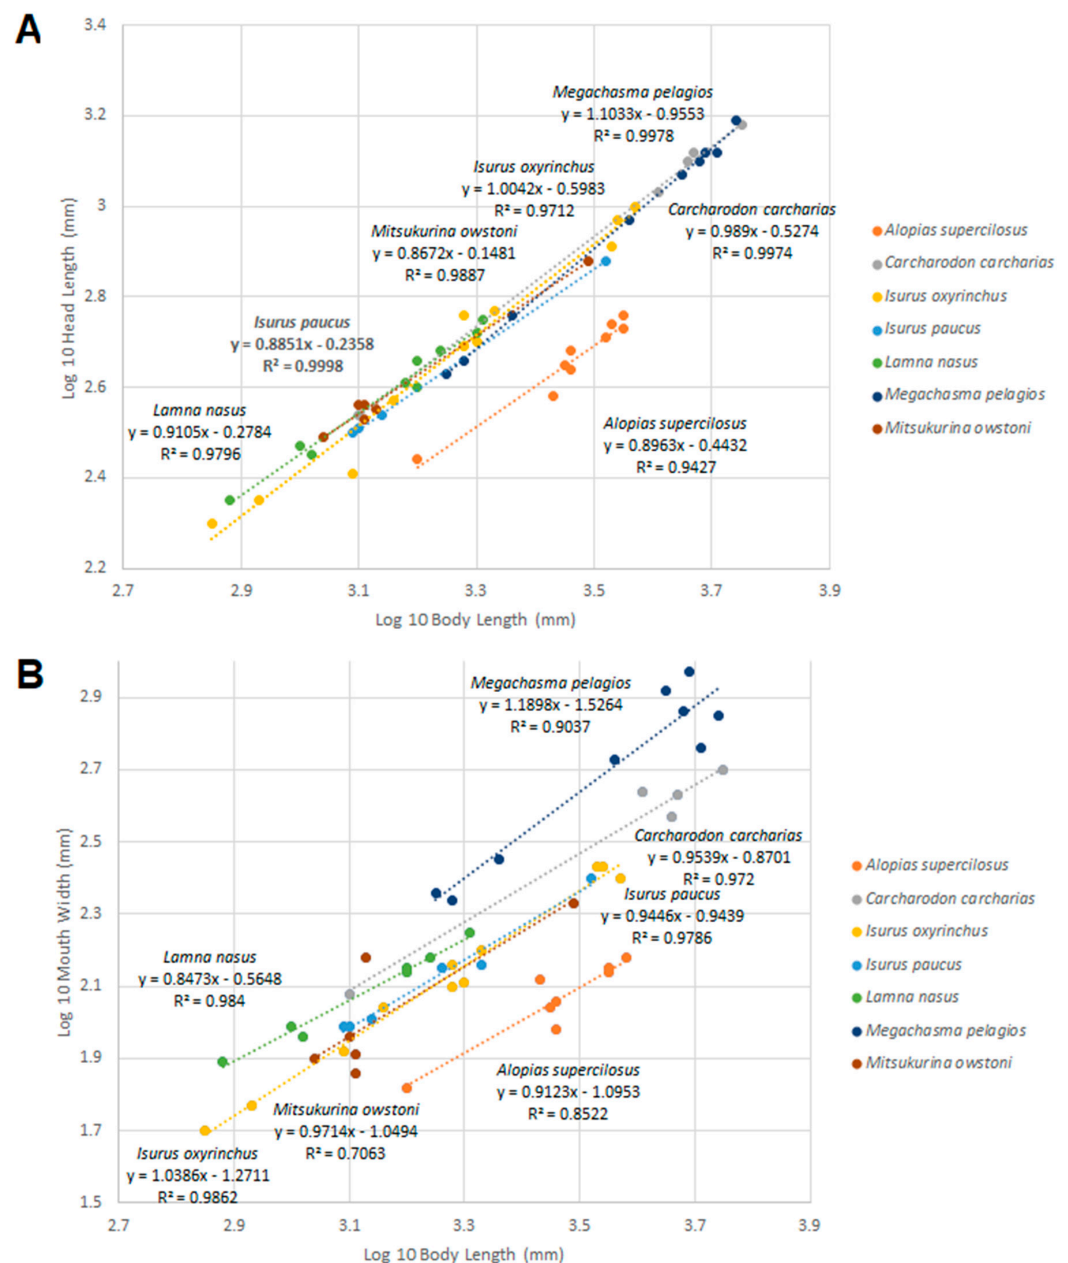 A
3.4
3.2
3
2.8
2.6
2.4
2.2
Log 10 Head Length (mm)
Megachasma pelagios
y = 1.1033x - 0.9553
R² = 0.9978
Isurus oxyrinchus
y = 1.0042x - 0.5983
R² = 0.9712
Carcharodon carcharias
y = 0.989x - 0.5274
R² = 0.9974
Mitsukurina owstoni
y = 0.8672x - 0.1481
R² = 0.9887
Isurus paucus
y = 0.8851x - 0.2358
R² = 0.9998
Lamna nasus
y = 0.9105x - 0.2784
R² = 0.9796
Alopias supercilosus
y = 0.8963x - 0.4432
R² = 0.9427
Alopias supercilosus
Carcharodon carcharias
Isurus oxyrinchus
Isurus paucus
Lamna nasus
Megachasma pelagios
Mitsukurina owstoni
2.7 2.9 3.1 3.3 3.5 3.7 3.9
Log 10 Body Length (mm)
B
2.9
2.7
2.5
2.3
2.1
1.9
1.7
1.5
Log 10 Mouth Width (mm)
Megachasma pelagios
y = 1.1898x - 1.5264
R² = 0.9037
Carcharodon carcharias
y = 0.9539x - 0.8701
R² = 0.972
Isurus paucus
y = 0.9446x - 0.9439
R² = 0.9786
Lamna nasus
y = 0.8473x - 0.5648
R² = 0.984
Alopias supercilosus
y = 0.9123x - 1.0953
R² = 0.8522
Mitsukurina owstoni
y = 0.9714x - 1.0494
R² = 0.7063
Isurus oxyrinchus
y = 1.0386x - 1.2711
R² = 0.9862
Alopias supercilosus
Carcharodon carcharias
Isurus oxyrinchus
Isurus paucus
Lamna nasus
Megachasma pelagios
Mitsukurina owstoni
2.7 2.9 3.1 3.3 3.5 3.7 3.9
Log 10 Body Length (mm)